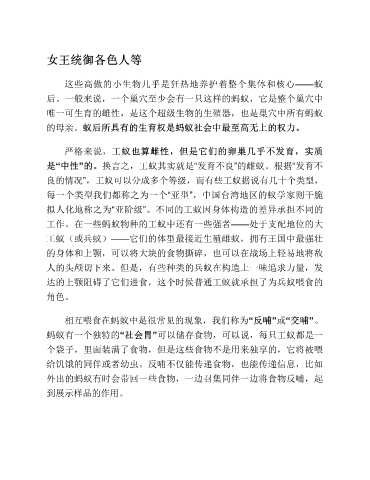 女王统御各色人等
这些高傲的小生物几乎是狂热地养护着整个集体和核心——蚁
后。一般来说，一个巢穴至少会有一只这样的蚂蚁，它是整个巢穴中
唯一可生育的雌性，是这个超级生物的生殖器，也是巢穴中所有蚂蚁
的母亲。蚁后所具有的生育权是蚂蚁社会中最至高无上的权力。
严格来说，工蚁也算雌性，但是它们的卵巢几乎不发育，实质
是“中性”的。换言之，工蚁其实就是“发育不良”的雌蚁。根据“发育不
良的情况”，工蚁可以分成多个等级，而有些工蚁据说有几十个类型，
每一个类型我们都称之为一个“亚型”，中国台湾地区的蚁学家则干脆
拟人化地称之为“亚阶级”。不同的工蚁因身体构造的差异承担不同的
工作。在一些蚂蚁物种的工蚁中还有一些强者——处于支配地位的大
工蚁（或兵蚁）——它们的体型最接近生殖雌蚁，拥有王国中最强壮
的身体和上颚，可以将大块的食物撕碎，也可以在战场上轻易地将敌
人的头颅切下来。但是，有些种类的兵蚁在构造上一味追求力量，发
达的上颚阻碍了它们进食，这个时候普通工蚁就承担了为兵蚁喂食的
角色。
相互喂食在蚂蚁中是很常见的现象，我们称为“反哺”或“交哺”。
蚂蚁有一个独特的“社会胃”可以储存食物，可以说，每只工蚁都是一
个袋子，里面装满了食物，但是这些食物不是用来独享的，它将被喂
给饥饿的同伴或者幼虫。反哺不仅能传递食物，也能传递信息，比如
外出的蚂蚁有时会带回一些食物，一边召集同伴一边将食物反哺，起
到展示样品的作用。